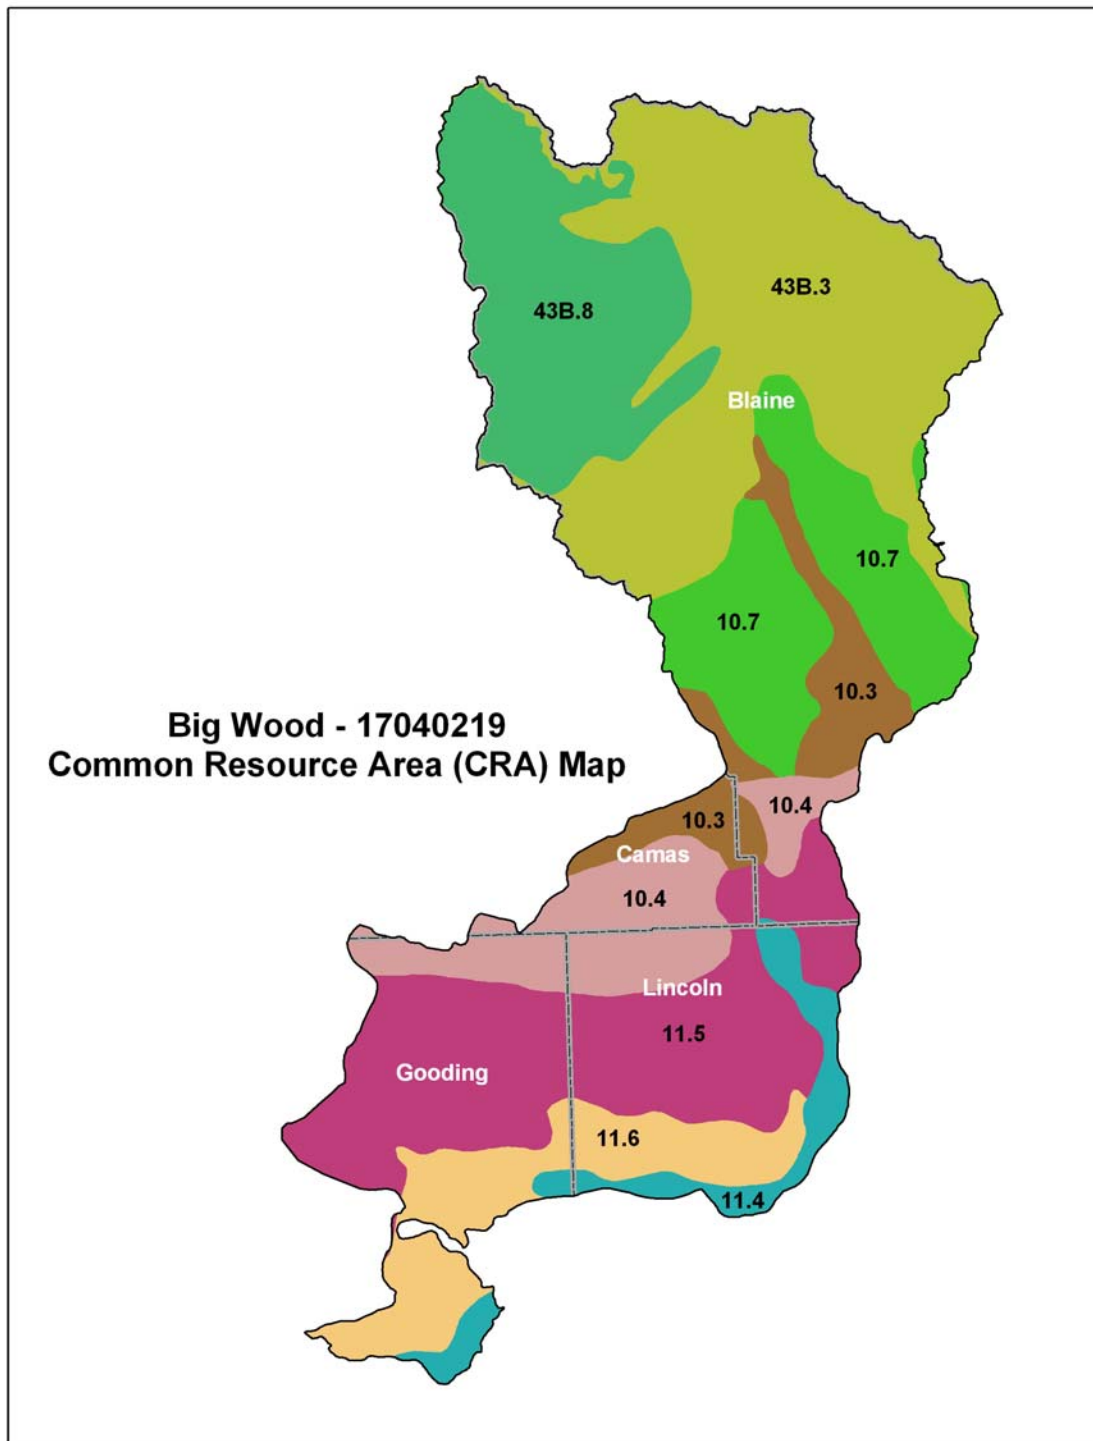 43B.3
43B.8
Blaine
10.7
10.7
10.3
Big Wood - 17040219
Common Resource Area (CRA) Map
10.4
10.3
Camas
10.4
Lincoln
11.5
Gooding
11.6
11.4